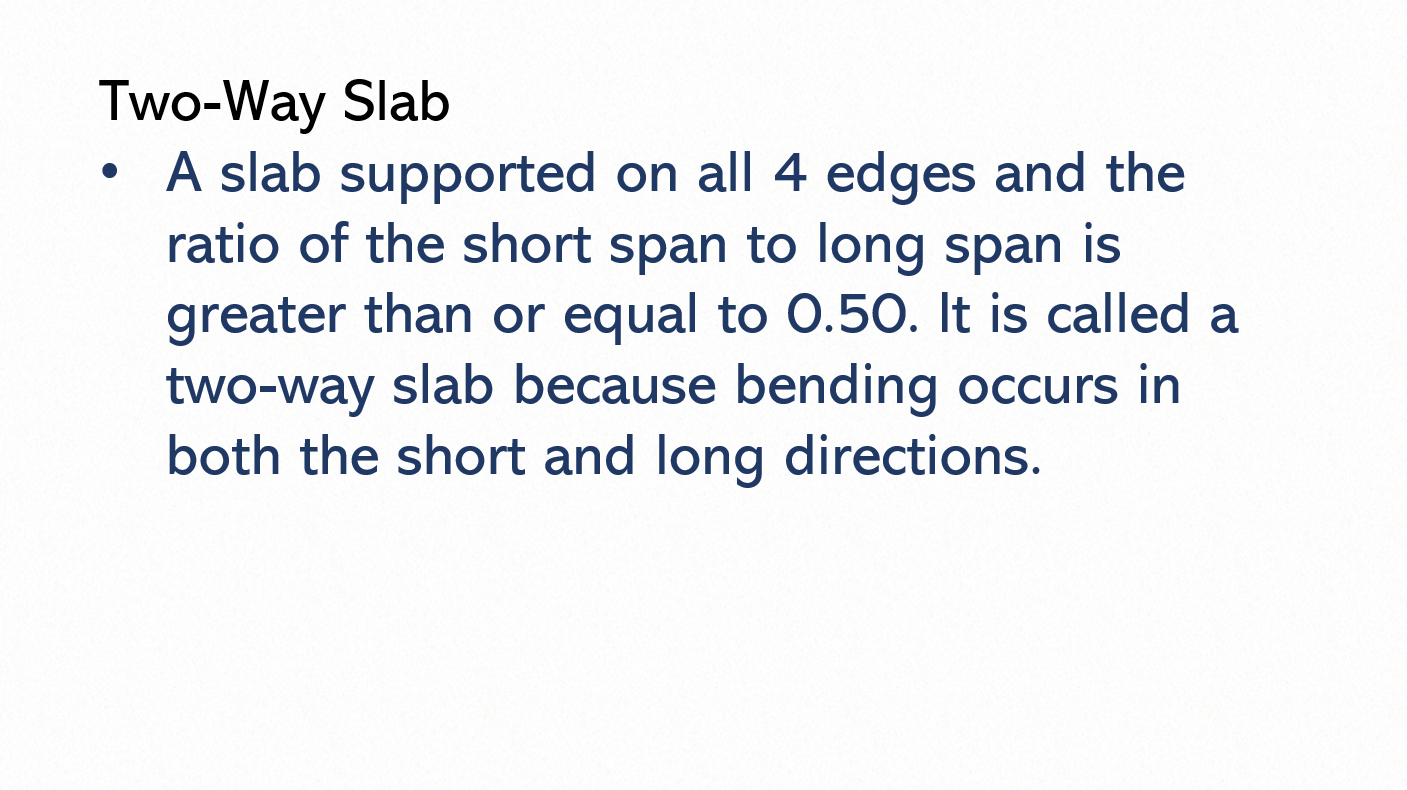 Two-Way Slab
• A slab supported on all 4 edges and the
ratio of the short span to long span is
greater than or equal to 0.50. It is called a
two-way slab because bending occurs in
both the short and long directions.